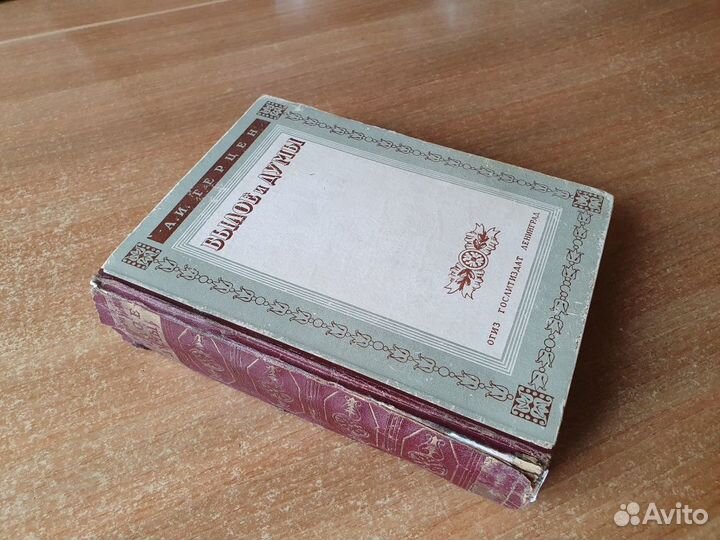 А.И. ГЕРЦЕН
БЫЛОЕ И ДУМЫ
ОГИЗ ГОСЛИТИЗДАТ ЛЕНИНГРАД
Avito